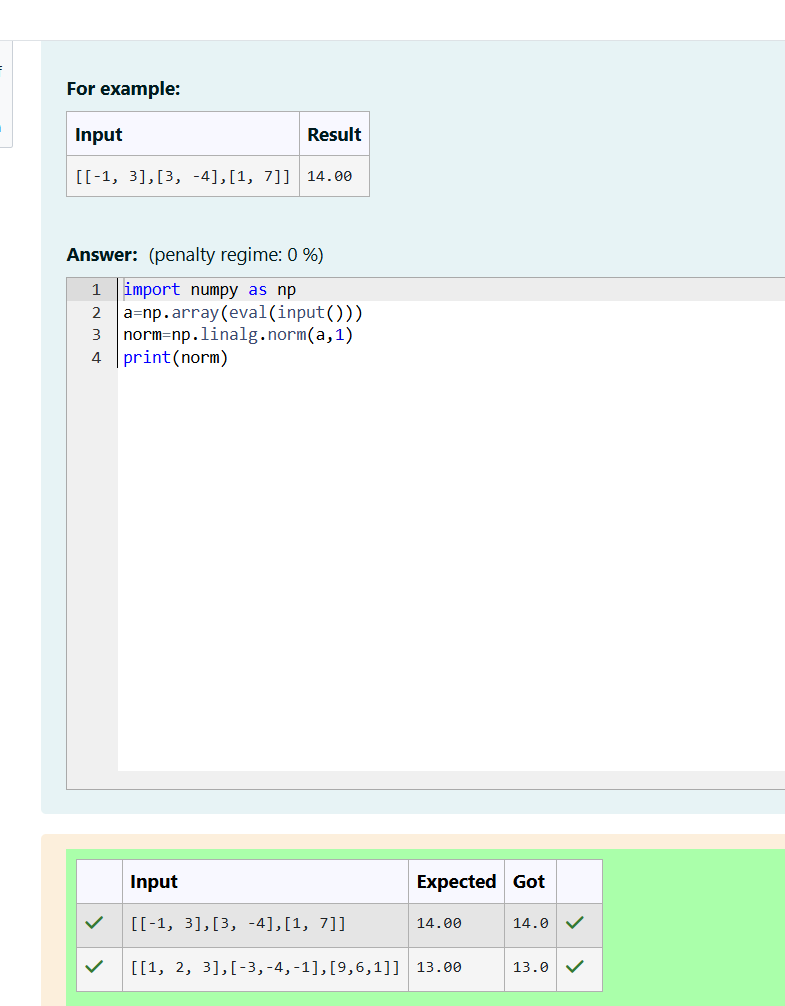 For example:
Input Result
[[-1, 3],[3, -4],[1, 7]] 14.00
Answer: (penalty regime: 0 %)
1 import numpy as np
2 a=np.array(eval(input()))
3 norm=np.linalg.norm(a,1)
4 print(norm)
Input Expected Got
[[-1, 3],[3, -4],[1, 7]] 14.00 14.0
[[1, 2, 3],[-3,-4,-1],[9,6,1]] 13.00 13.0